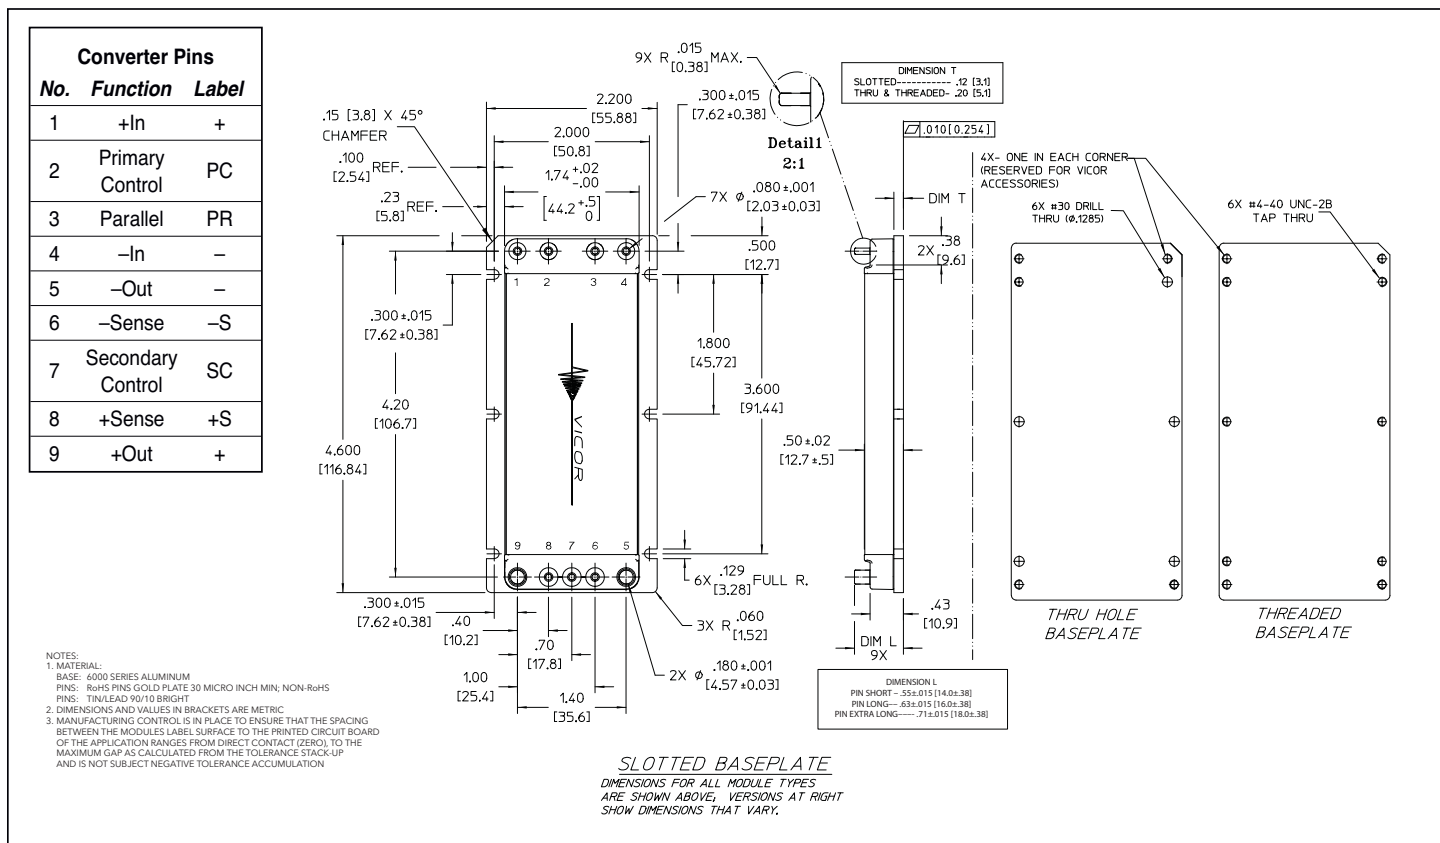 Converter Pins
No. Function Label
1 +In +
2 Primary Control PC
3 Parallel PR
4 –In –
5 –Out –
6 –Sense –S
7 Secondary Control SC
8 +Sense +S
9 +Out +
.15 [3.8] X 45°
CHAMFER
.100
[2.54] REF.
.23
[5.8] REF.
2.200
[55.88]
2.000
[50.8]
1.74 +.02 -.00
[44.2 +.5 0]
9X R .015 [0.38] MAX.
.300±.015
[7.62±0.38]
Detail1
2:1
7X ø .080±.001
[2.03±0.03]
.500
[12.7]
1 2 3 4
.300±.015
[7.62±0.38]
4.20
[106.7]
4.600
[116.84]
1.800
[45.72]
3.600
[91.44]
VICOR
9 8 7 6 5
6X .129 [3.28] FULL R.
3X R .060
[1.52]
2X ø .180±.001
[4.57±0.03]
.300±.015
[7.62±0.38]
.40
[10.2]
.70
[17.8]
1.00
[25.4]
1.40
[35.6]
DIMENSION T
SLOTTED----------- .12 [3.1]
THRU & THREADED- .20 [5.1]
.010[0.254]
DIM T
2X .38
[9.6]
.50±.02
[12.7±.5]
.43
[10.9]
DIM L
9X
DIMENSION L
PIN SHORT – .55±.015 [14.0±.38]
PIN LONG–– .63±.015 [16.0±.38]
PIN EXTRA LONG–––– .71±.015 [18.0±.38]
4X- ONE IN EACH CORNER
(RESERVED FOR VICOR
ACCESSORIES)
6X #30 DRILL
THRU (ø.1285)
6X #4-40 UNC-2B
TAP THRU
THRU HOLE
BASEPLATE
THREADED
BASEPLATE
NOTES:
1. MATERIAL:
BASE: 6000 SERIES ALUMINUM
PINS: RoHS PINS GOLD PLATE 30 MICRO INCH MIN; NON-RoHS
PINS: TIN/LEAD 90/10 BRIGHT
2. DIMENSIONS AND VALUES IN BRACKETS ARE METRIC
3. MANUFACTURING CONTROL IS IN PLACE TO ENSURE THAT THE SPACING
BETWEEN THE MODULES LABEL SURFACE TO THE PRINTED CIRCUIT BOARD
OF THE APPLICATION RANGES FROM DIRECT CONTACT (ZERO), TO THE
MAXIMUM GAP AS CALCULATED FROM THE TOLERANCE STACK-UP
AND IS NOT SUBJECT NEGATIVE TOLERANCE ACCUMULATION
SLOTTED BASEPLATE
DIMENSIONS FOR ALL MODULE TYPES
ARE SHOWN ABOVE; VERSIONS AT RIGHT
SHOW DIMENSIONS THAT VARY.